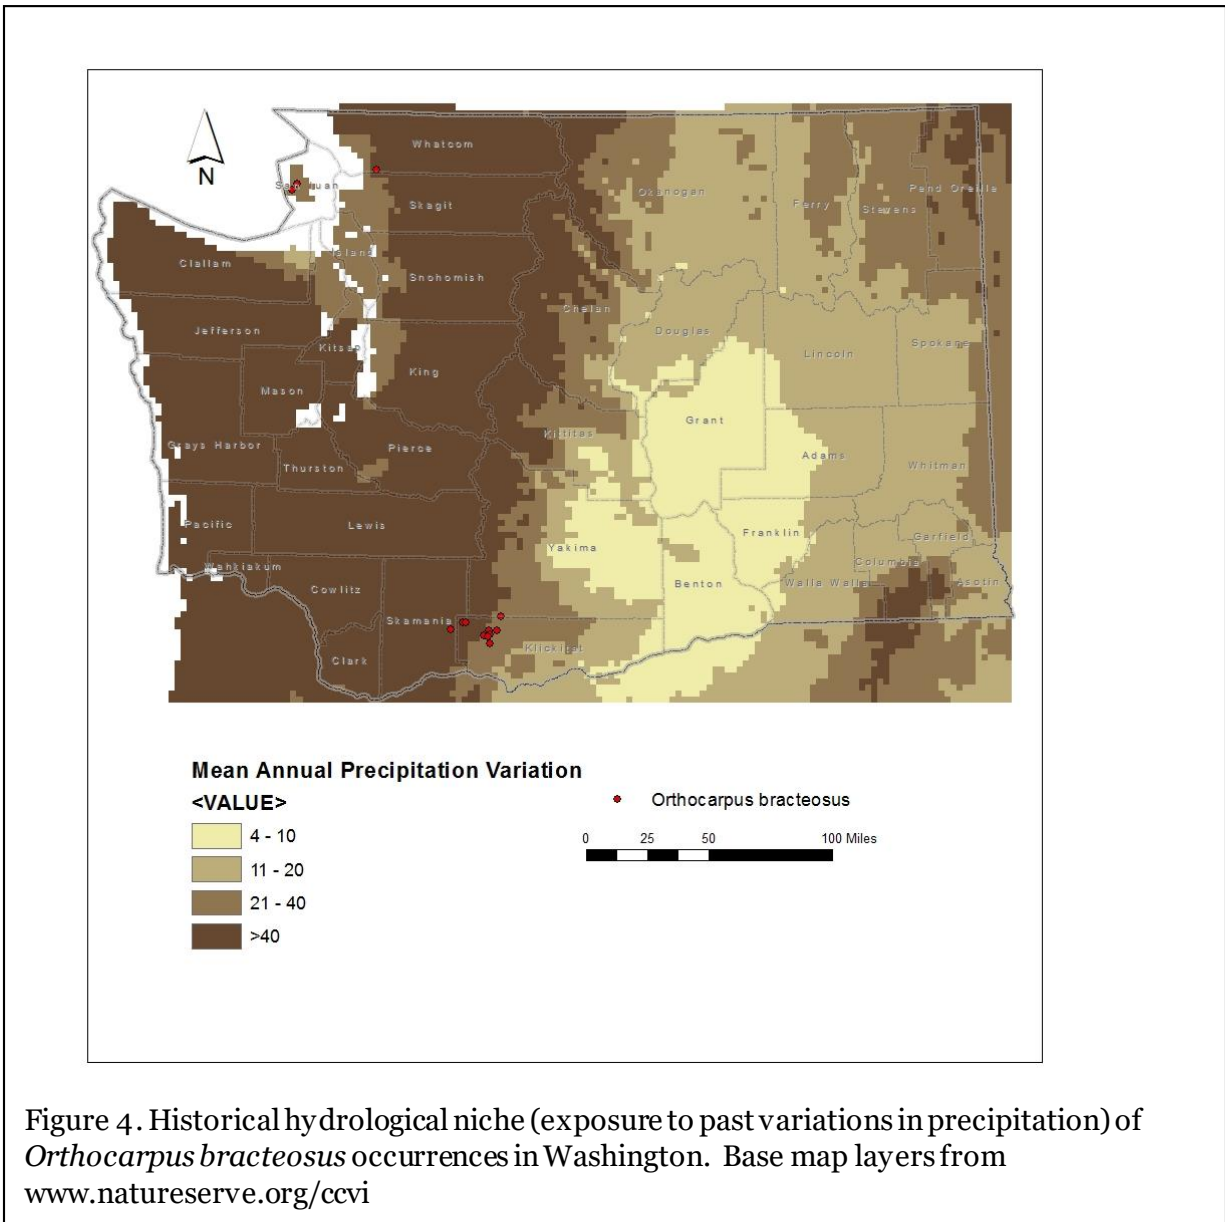 N
Whatcom
San Juan
Okanogan
Ferry
Pend Oreille
Stevens
Skagit
Island
Clallam
Snohomish
Chelan
Jefferson
Douglas
Kitsap
Lincoln
Spokane
King
Mason
Grant
Kittitas
Grays Harbor
Pierce
Adams
Thurston
Whitman
Pacific
Lewis
Franklin
Garfield
Yakima
Wahkiakum
Columbia
Benton
Walla Walla
Asotin
Cowlitz
Skamania
Klickitat
Clark
Mean Annual Precipitation Variation
<VALUE>
4 - 10
11 - 20
21 - 40
>40
Orthocarpus bracteosus
0 25 50 100 Miles
Figure 4. Historical hydrological niche (exposure to past variations in precipitation) of
Orthocarpus bracteosus occurrences in Washington. Base map layers from
www.natureserve.org/ccvi